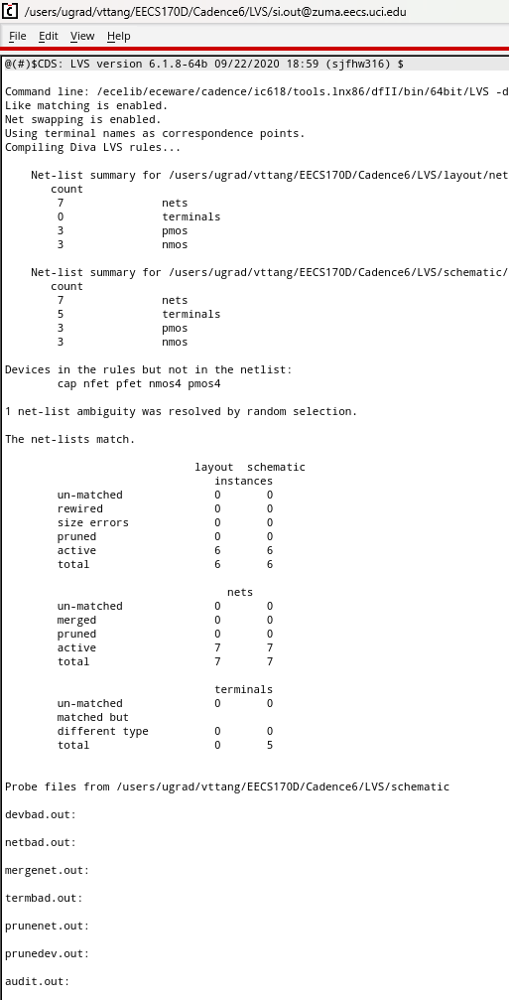 /users/ugrad/vttang/EECS170D/Cadence6/LVS/si.out@zuma.eecs.uci.edu
File Edit View Help
@(#)$CDS: LVS version 6.1.8-64b 09/22/2020 18:59 (sjfhw316) $
Command line: /ecelib/eceware/cadence/ic618/tools.lnx86/dfII/bin/64bit/LVS -d
Like matching is enabled.
Net swapping is enabled.
Using terminal names as correspondence points.
Compiling Diva LVS rules...
Net-list summary for /users/ugrad/vttang/EECS170D/Cadence6/LVS/layout/net
count
7 nets
0 terminals
3 pmos
3 nmos
Net-list summary for /users/ugrad/vttang/EECS170D/Cadence6/LVS/schematic/
count
7 nets
5 terminals
3 pmos
3 nmos
Devices in the rules but not in the netlist:
cap nfet pfet nmos4 pmos4
1 net-list ambiguity was resolved by random selection.
The net-lists match.
layout schematic
instances
un-matched 0 0
rewired 0 0
size errors 0 0
pruned 0 0
active 6 6
total 6 6
nets
un-matched 0 0
merged 0 0
pruned 0 0
active 7 7
total 7 7
terminals
un-matched 0 0
matched but
different type 0 0
total 0 5
Probe files from /users/ugrad/vttang/EECS170D/Cadence6/LVS/schematic
devbad.out:
netbad.out:
mergenet.out:
termbad.out:
prunenet.out:
prunedev.out:
audit.out: